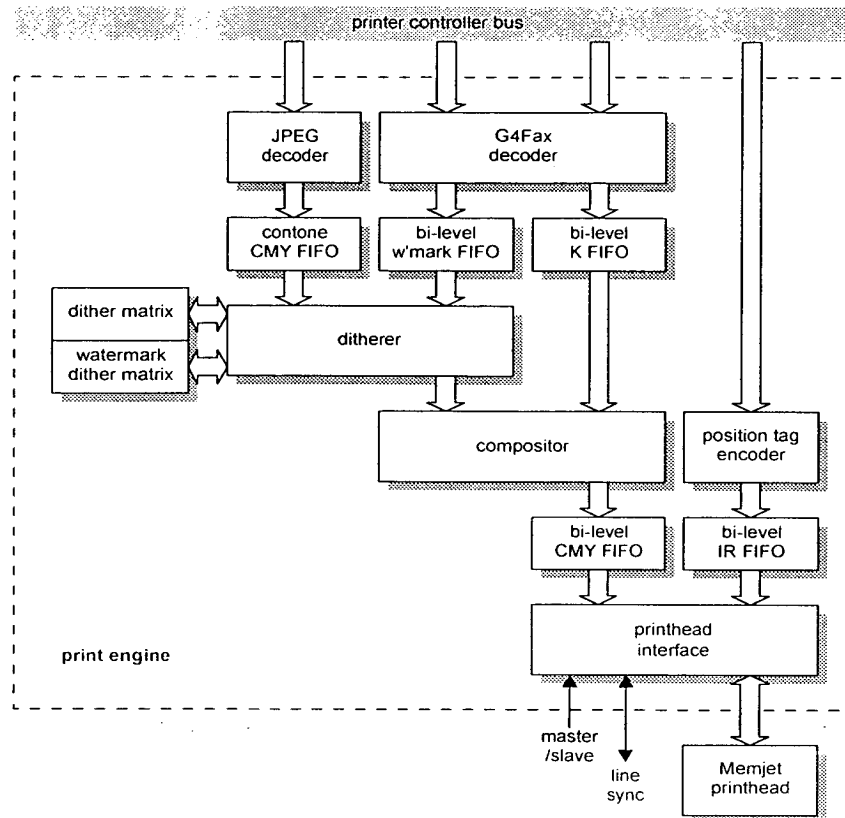 printer controller bus
JPEG
decoder
G4Fax
decoder
contone
CMY FIFO
bi-level
w'mark FIFO
bi-level
K FIFO
dither matrix
watermark
dither matrix
ditherer
compositor
position tag
encoder
bi-level
CMY FIFO
bi-level
IR FIFO
printhead
interface
print engine
master
/slave
line
sync
Memjet
printhead